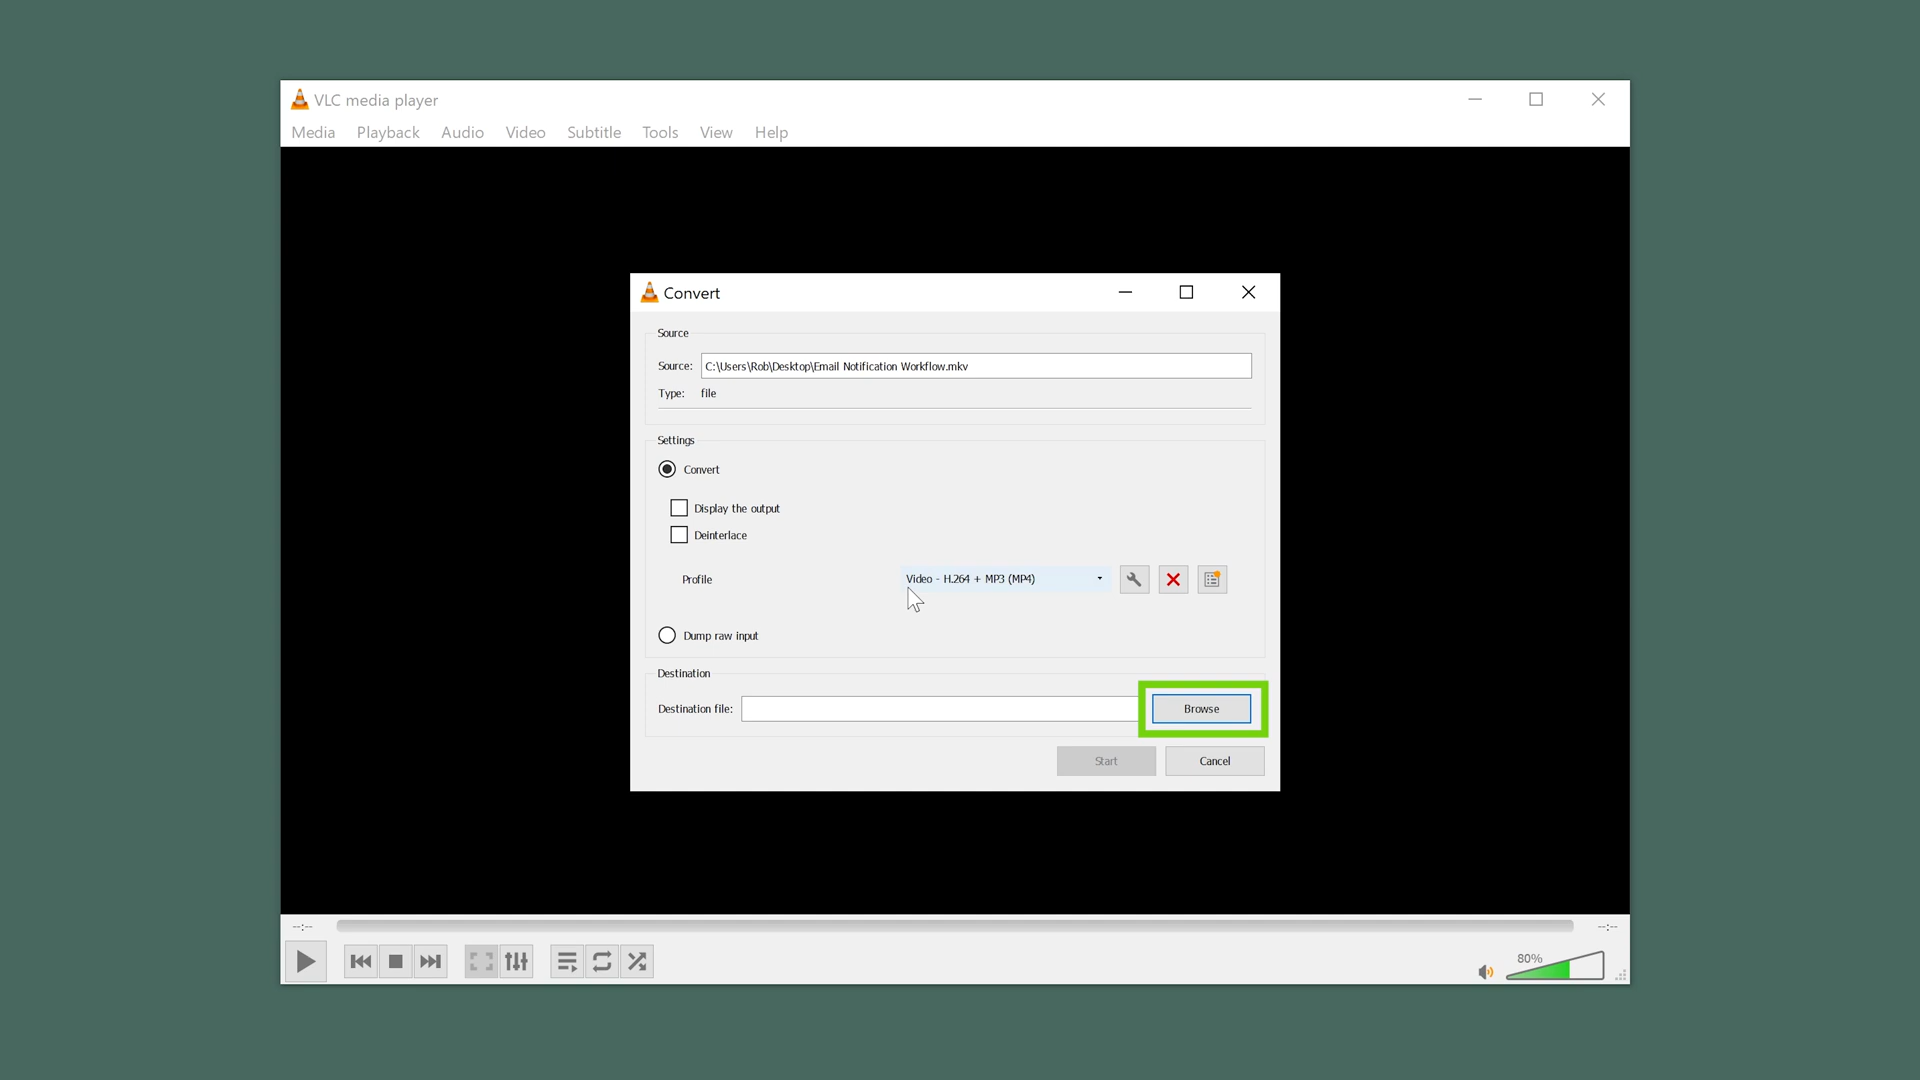 VLC media player
Media Playback Audio Video Subtitle Tools View Help
Convert
Source
Source: C:\Users\Rob\Desktop\Email Notification Workflow.mkv
Type: file
Settings
Convert
Display the output
Deinterlace
Profile Video - H.264 + MP3 (MP4)
Dump raw input
Destination
Destination file: Browse
Start Cancel
--:-- --:--
80%